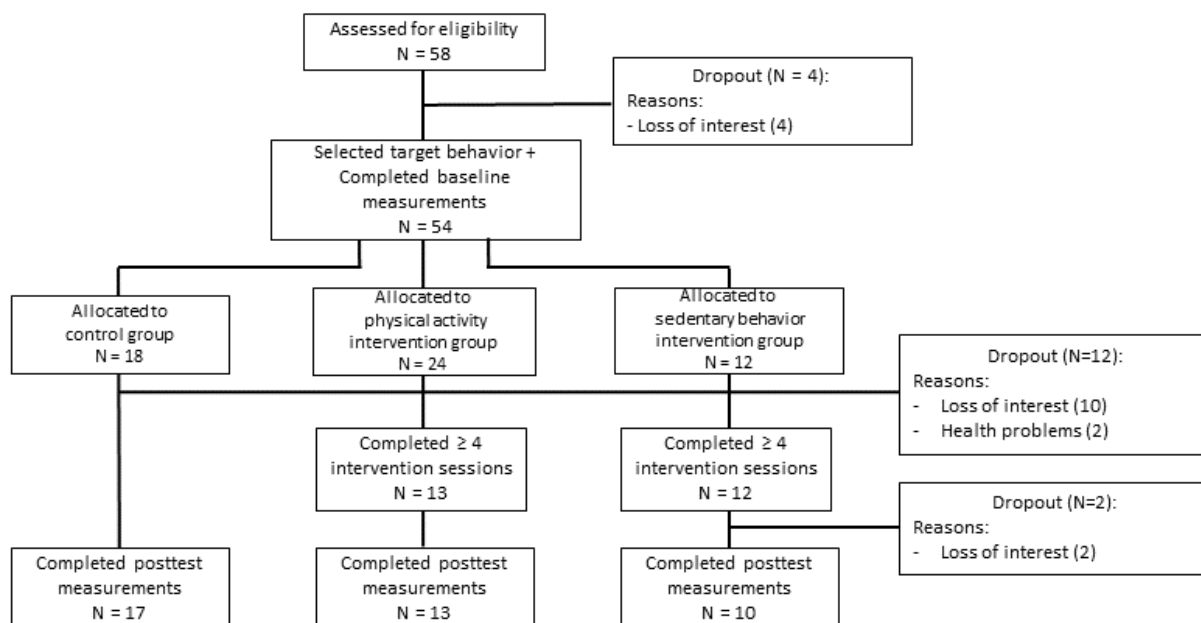 Assessed for eligibility
N = 58
Dropout (N = 4):
Reasons:
- Loss of interest (4)
Selected target behavior +
Completed baseline
measurements
N = 54
Allocated to
control group
N = 18
Allocated to
physical activity
intervention group
N = 24
Allocated to
sedentary behavior
intervention group
N = 12
Dropout (N=12):
Reasons:
- Loss of interest (10)
- Health problems (2)
Completed ≥ 4
intervention sessions
N = 13
Completed ≥ 4
intervention sessions
N = 12
Dropout (N=2):
Reasons:
- Loss of interest (2)
Completed posttest
measurements
N = 17
Completed posttest
measurements
N = 13
Completed posttest
measurements
N = 10